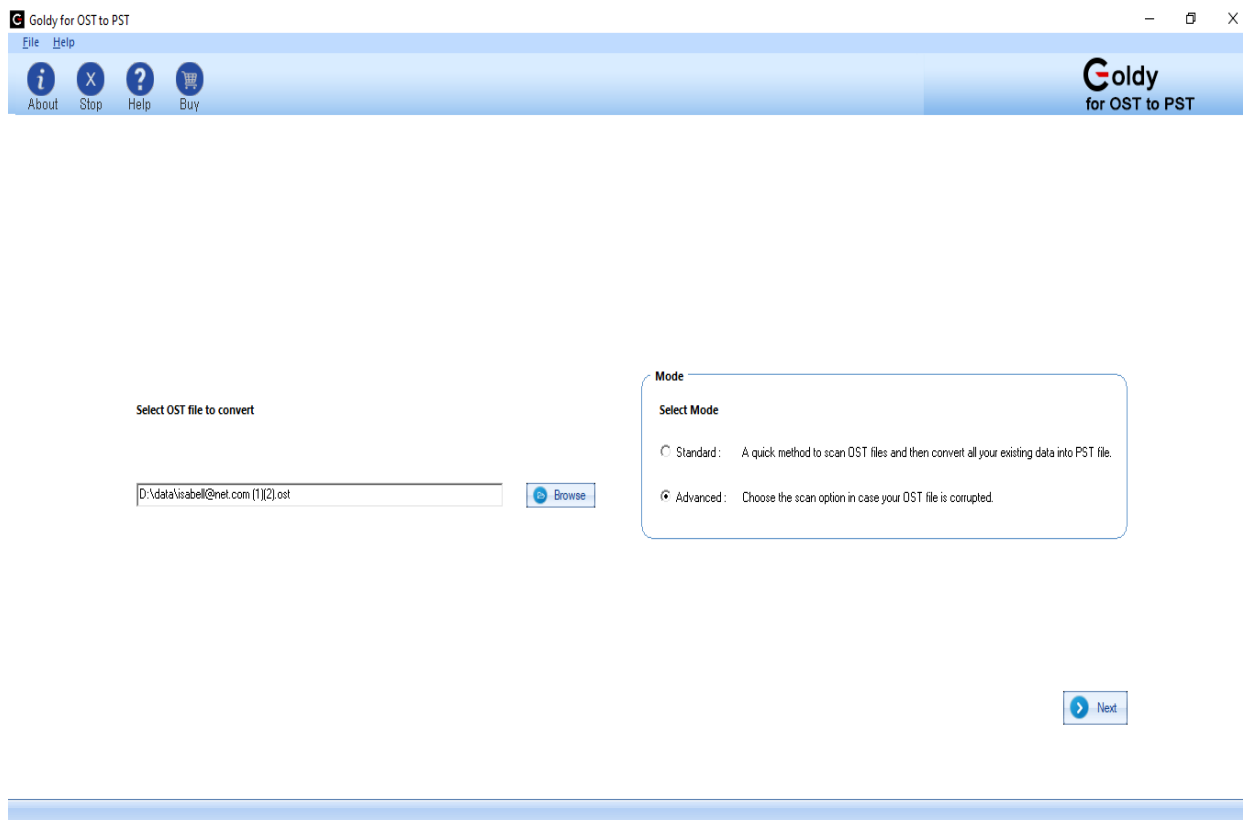 Goldy for OST to PST
File Help
About Stop Help Buy
Goldy
for OST to PST
Mode
Select OST file to convert
Select Mode
Standard : A quick method to scan OST files and then convert all your existing data into PST file.
D:\data\isabell@net.com (1)(2).ost
Browse
Advanced : Choose the scan option in case your OST file is corrupted.
Next